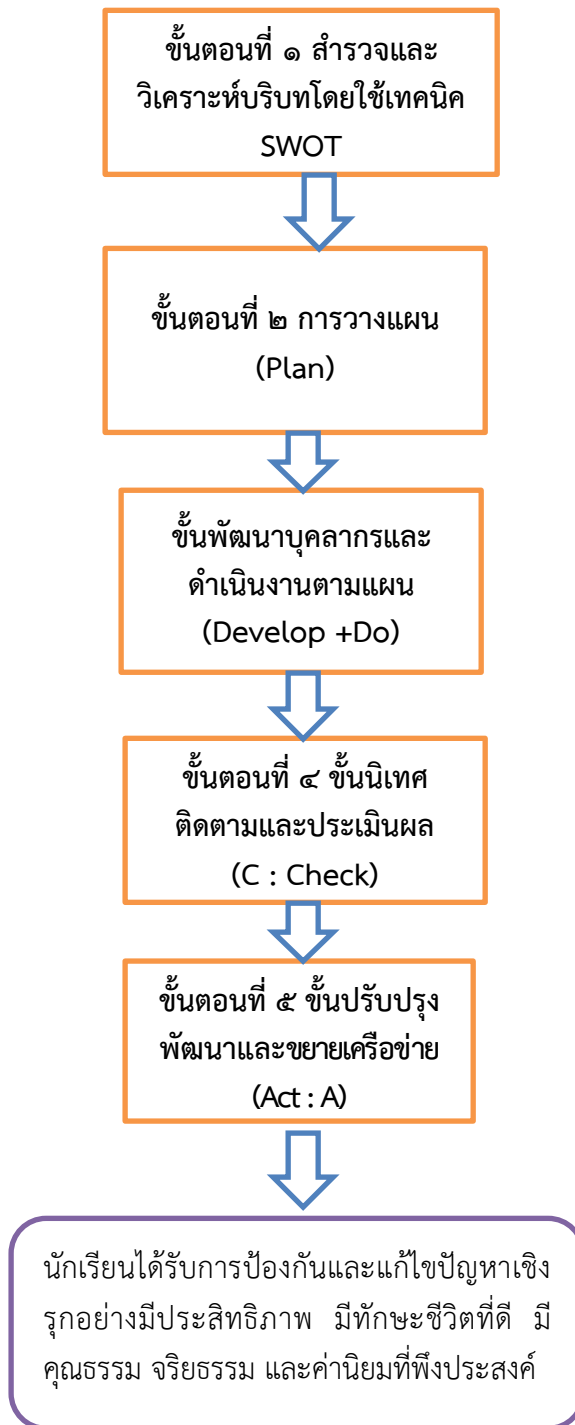 ขั้นตอนที่ ๑ สำรวจและ
วิเคราะห์บริบทโดยใช้เทคนิค
SWOT
ขั้นตอนที่ ๒ การวางแผน
(Plan)
ขั้นพัฒนาบุคลากรและ
ดำเนินงานตามแผน
(Develop +Do)
ขั้นตอนที่ ๔ ขั้นนิเทศ
ติดตามและประเมินผล
(C : Check)
ขั้นตอนที่ ๕ ขั้นปรับปรุง
พัฒนาและขยายเครือข่าย
(Act : A)
นักเรียนได้รับการป้องกันและแก้ไขปัญหาเชิง
รุกอย่างมีประสิทธิภาพ มีทักษะชีวิตที่ดี มี
คุณธรรม จริยธรรม และค่านิยมที่พึงประสงค์